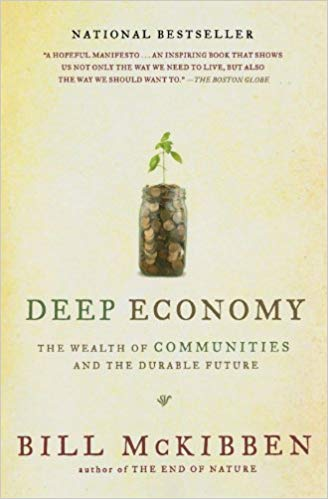 NATIONAL BESTSELLER
"A HOPEFUL MANIFESTO . . . AN INSPIRING BOOK THAT SHOWS
US NOT ONLY THE WAY WE NEED TO LIVE, BUT ALSO
THE WAY WE SHOULD WANT TO." —THE BOSTON GLOBE
DEEP ECONOMY
THE WEALTH OF COMMUNITIES
AND THE DURABLE FUTURE
BILL McKIBBEN
author of THE END OF NATURE